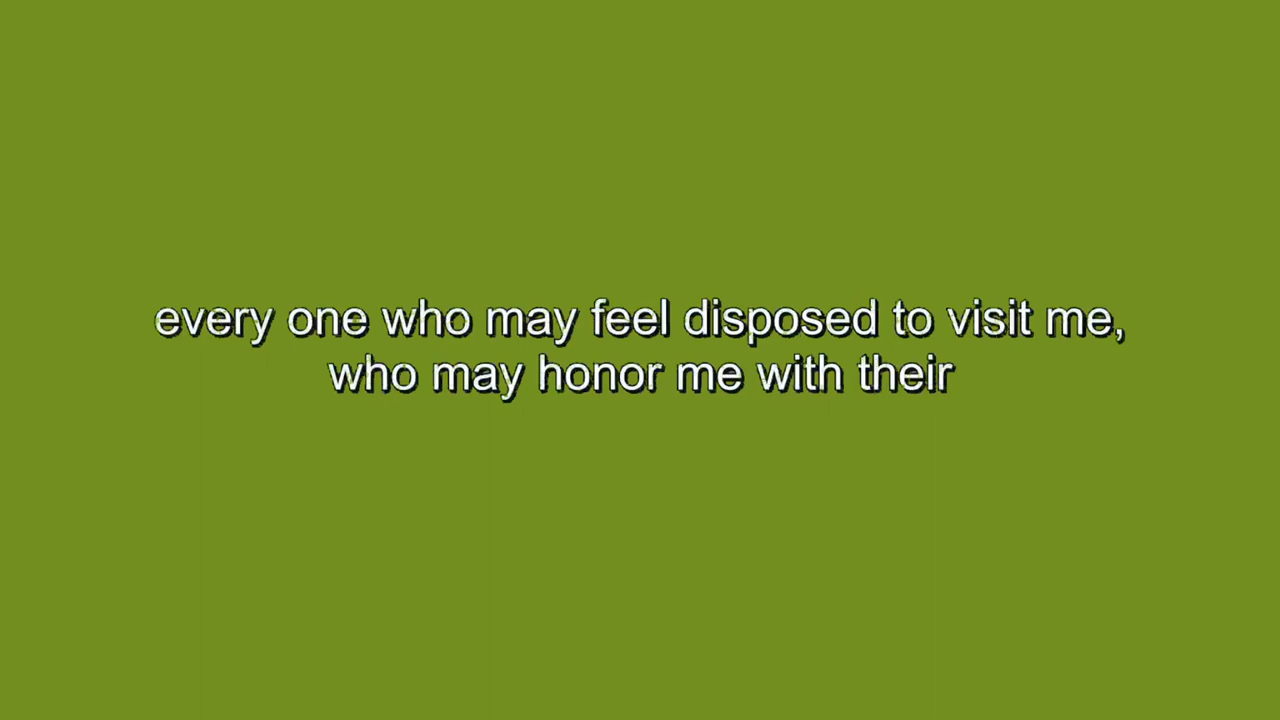 every one who may feel disposed to visit me,
who may honor me with their